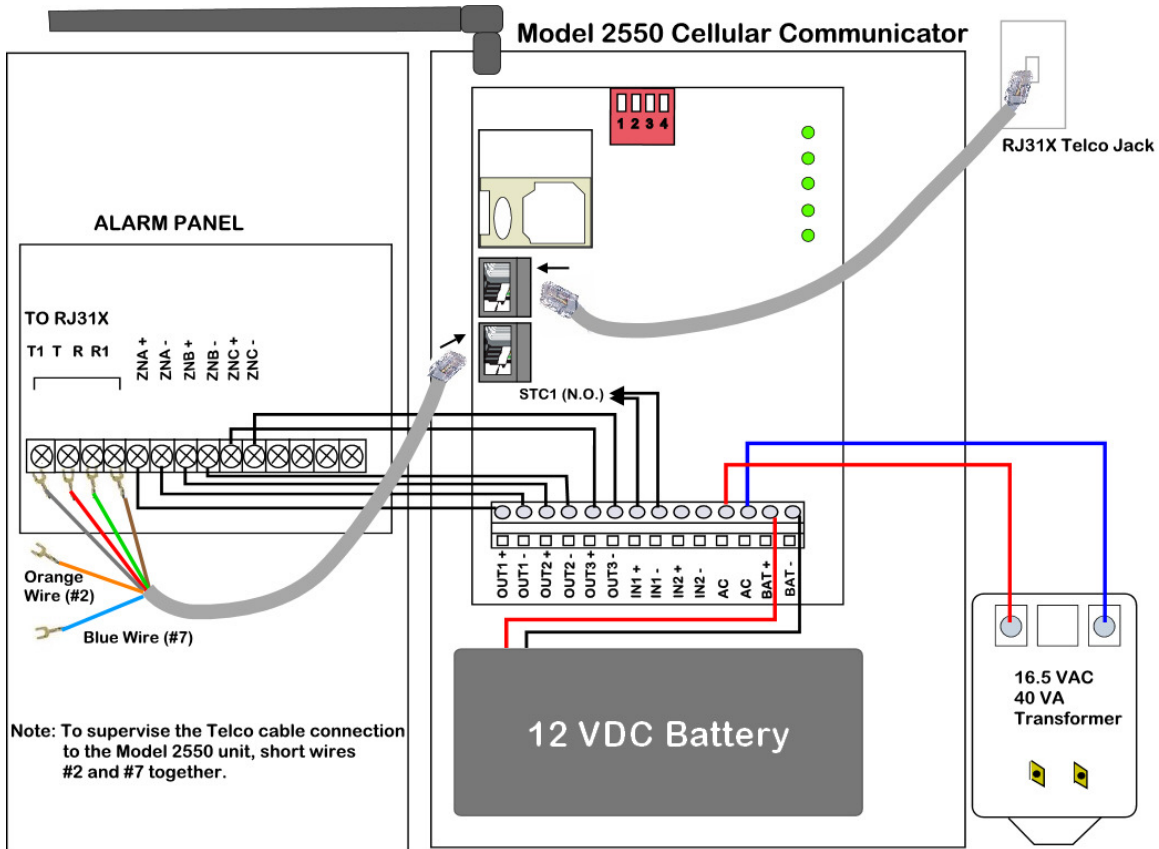 Model 2550 Cellular Communicator
1 2 3 4
RJ31X Telco Jack
ALARM PANEL
TO RJ31X
T1 T R R1
ZNA +
ZNA -
ZNB +
ZNB -
ZNC +
ZNC -
STC1 (N.O.)
OUT1 +
OUT1 -
OUT2 +
OUT2 -
OUT3 +
OUT3 -
IN1 +
IN1 -
IN2 +
IN2 -
AC
AC
BAT +
BAT -
Orange
Wire (#2)
Blue Wire (#7)
16.5 VAC
40 VA
Transformer
12 VDC Battery
Note: To supervise the Telco cable connection
to the Model 2550 unit, short wires
#2 and #7 together.